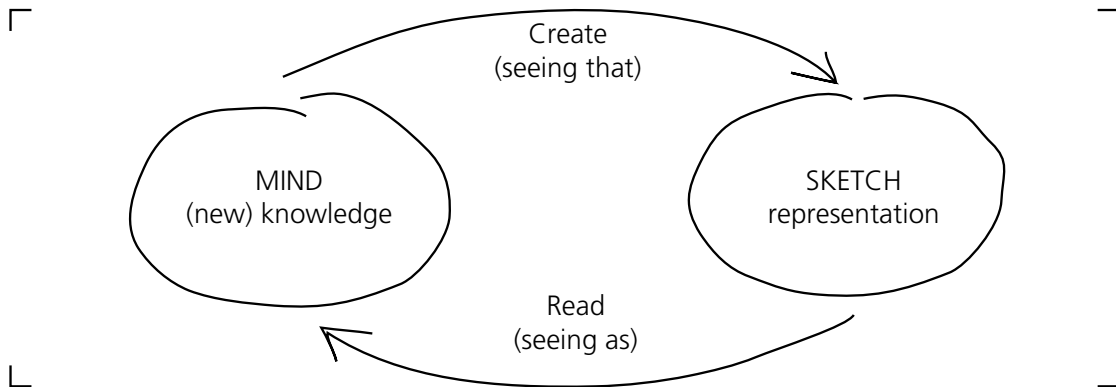 Create
(seeing that)
MIND
(new) knowledge
SKETCH
representation
Read
(seeing as)